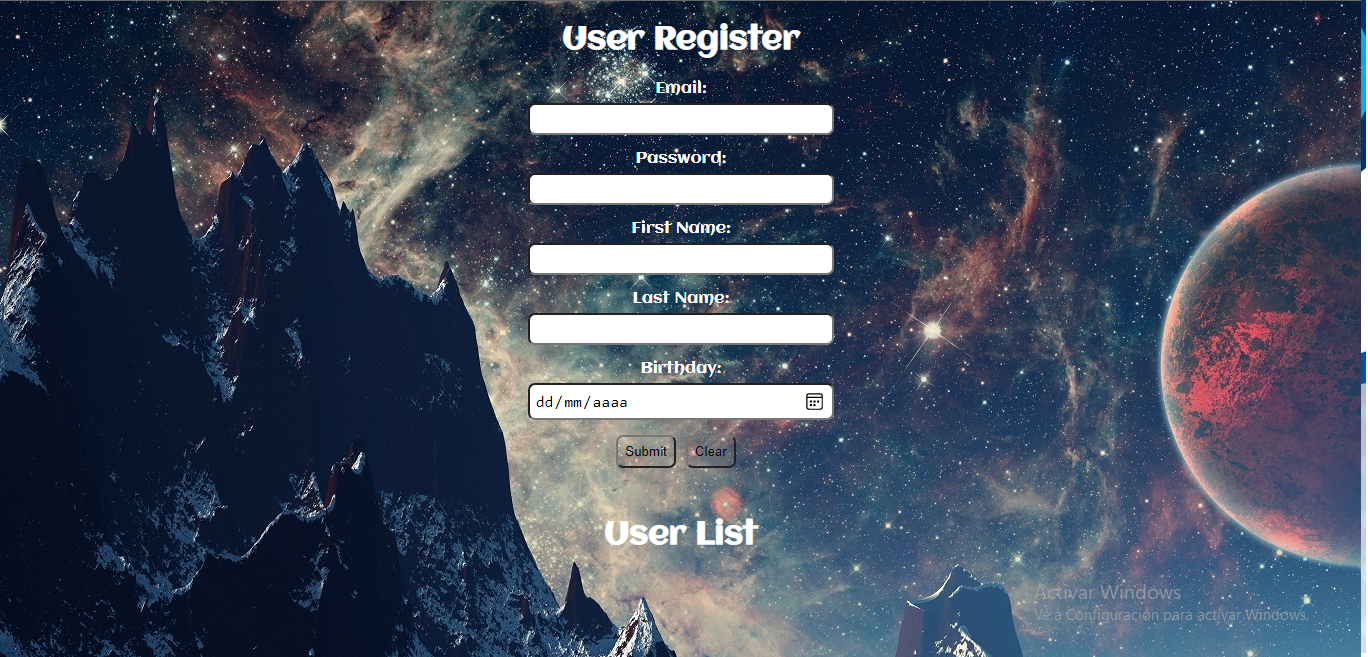 User Register
Email:
Password:
First Name:
Last Name:
Birthday:
dd/mm/aaaa
Submit Clear
User List
Activar Windows
Ve a Configuración para activar Windows.